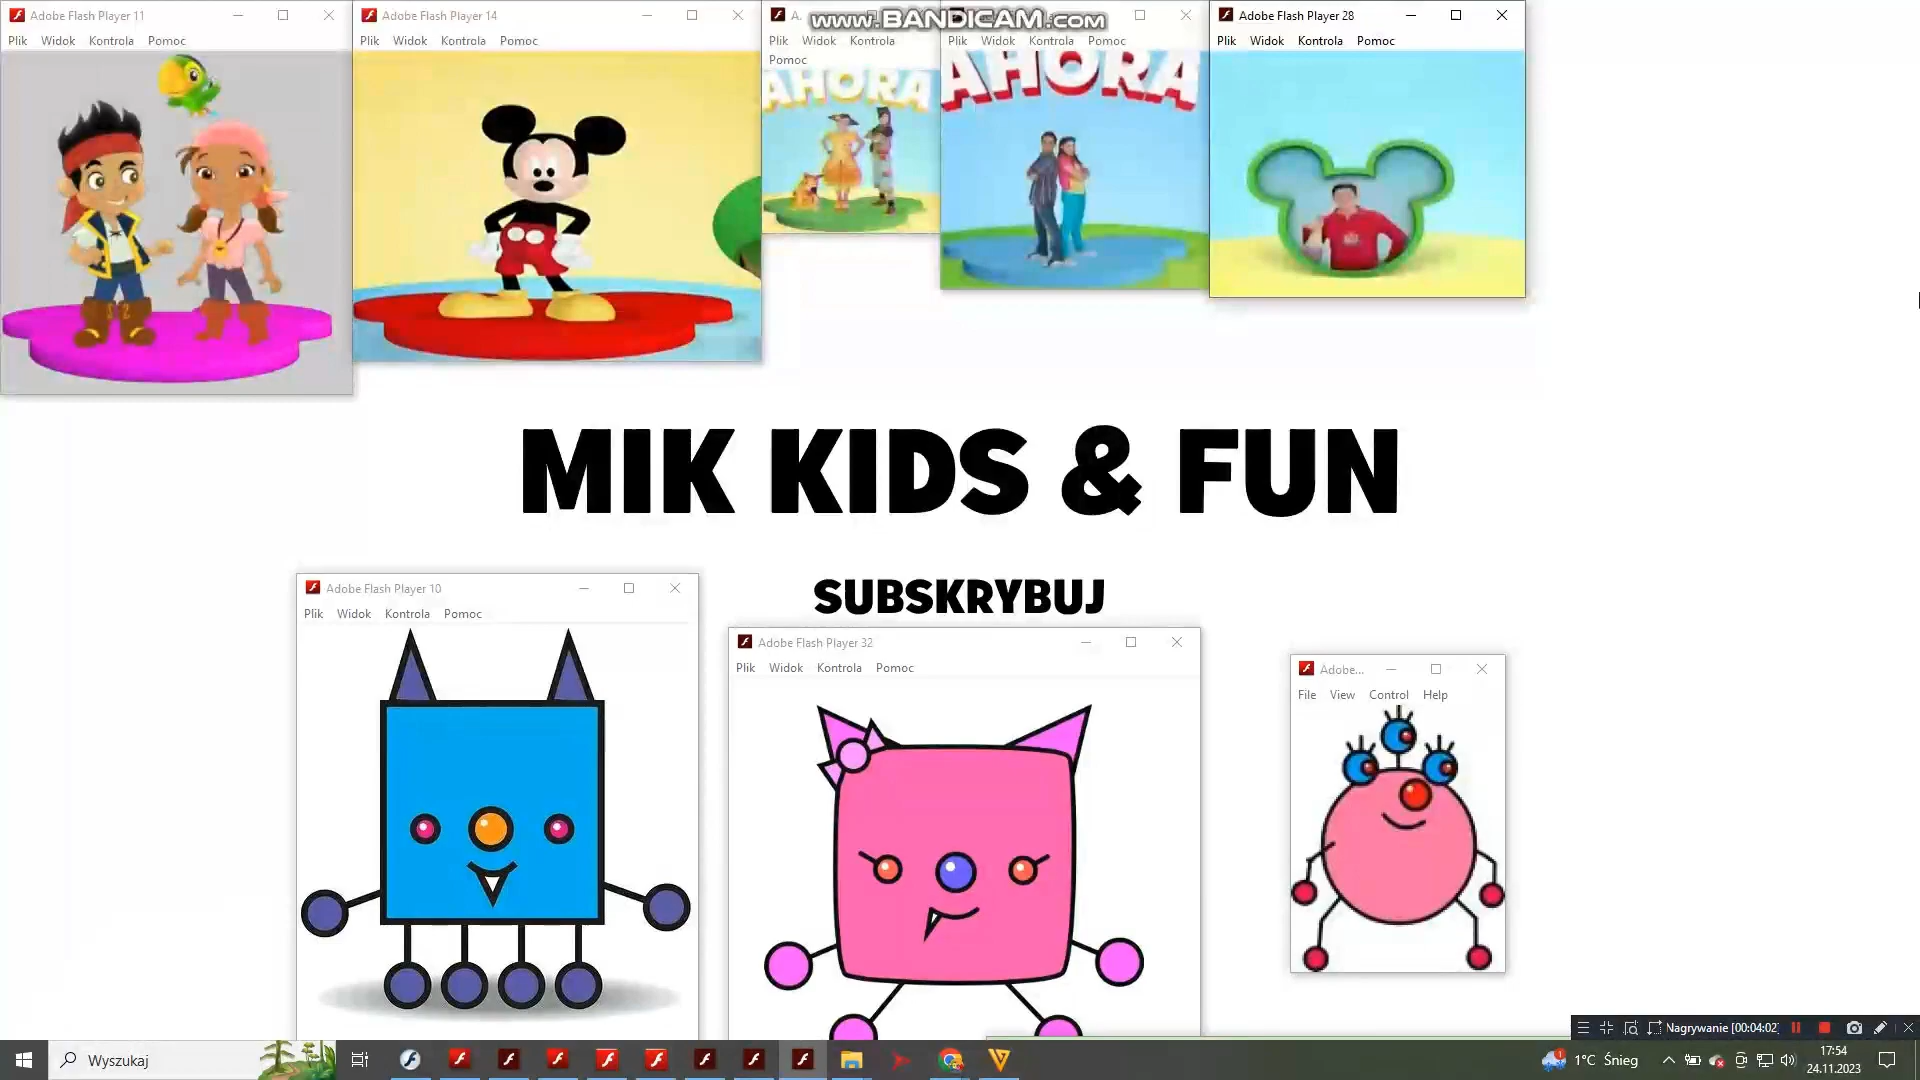 Adobe Flash Player 11
Plik Widok Kontrola Pomoc
Adobe Flash Player 14
Plik Widok Kontrola Pomoc
A.
Plik Widok Kontrola
Pomoc
AHORA
www.BANDICAM.com
Plik Widok Kontrola Pomoc
AHORA
Adobe Flash Player 28
Plik Widok Kontrola Pomoc
MIK KIDS & FUN
SUBSKRYBUJ
Adobe Flash Player 10
Plik Widok Kontrola Pomoc
Adobe Flash Player 32
Plik Widok Kontrola Pomoc
Adobe...
File View Control Help
Nagrywanie [00:04:02]
Wyszukaj
1°C Śnieg
17:54
24.11.2023